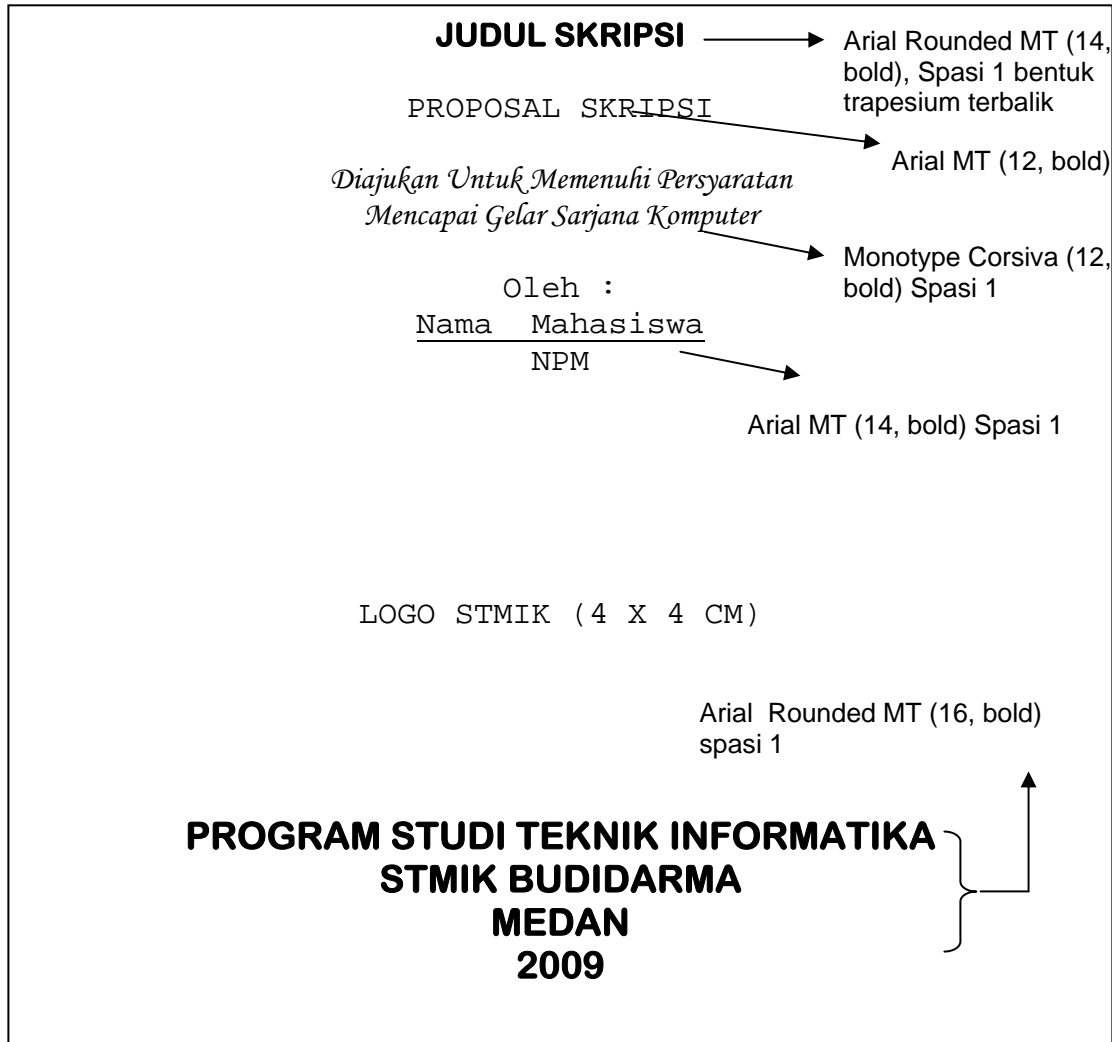 JUDUL SKRIPSI
Arial Rounded MT (14,
bold), Spasi 1 bentuk
trapesium terbalik
PROPOSAL SKRIPSI
Arial MT (12, bold)
Diajukan Untuk Memenuhi Persyaratan
Mencapai Gelar Sarjana Komputer
Monotype Corsiva (12,
bold) Spasi 1
Oleh :
Nama Mahasiswa
NPM
Arial MT (14, bold) Spasi 1
LOGO STMIK (4 X 4 CM)
Arial Rounded MT (16, bold)
spasi 1
PROGRAM STUDI TEKNIK INFORMATIKA
STMIK BUDIDARMA
MEDAN
2009